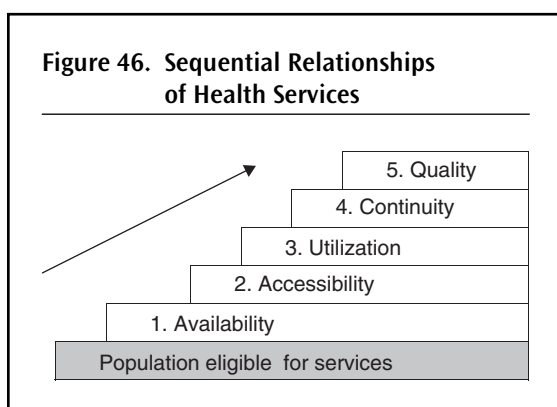 Figure 46. Sequential Relationships
of Health Services
5. Quality
4. Continuity
3. Utilization
2. Accessibility
1. Availability
Population eligible for services